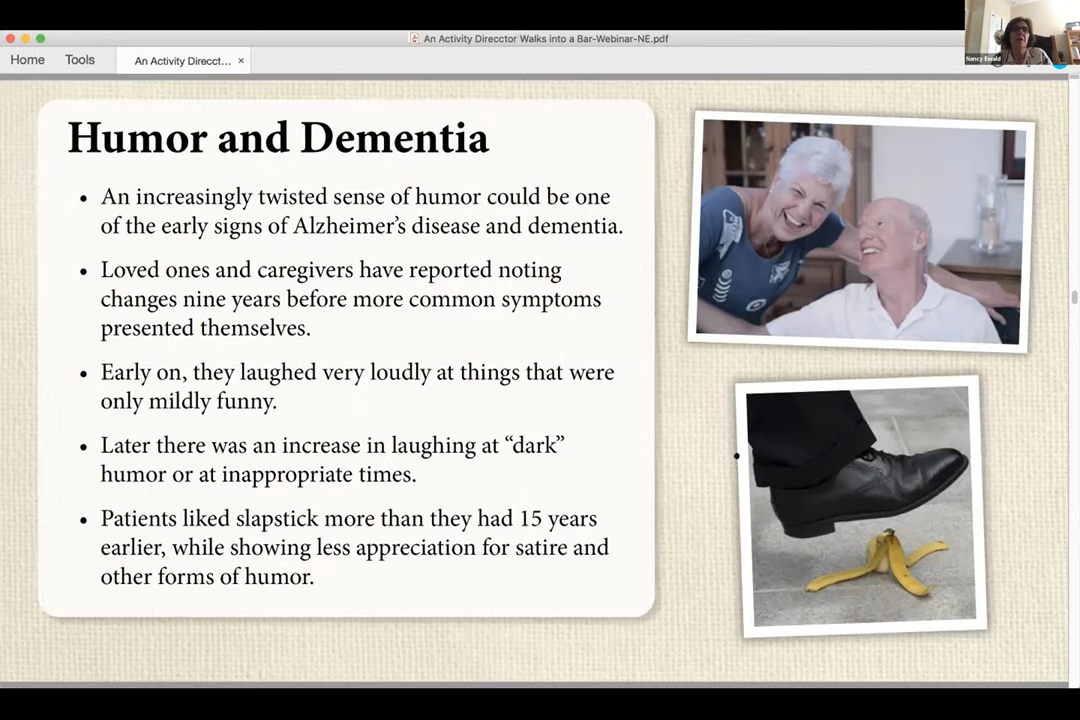 An Activity Direcctor Walks into a Bar-Webinar-NE.pdf
Home
Tools
An Activity Direcct...
×
Nancy Ewald
Humor and Dementia
• An increasingly twisted sense of humor could be one
of the early signs of Alzheimer’s disease and dementia.
• Loved ones and caregivers have reported noting
changes nine years before more common symptoms
presented themselves.
• Early on, they laughed very loudly at things that were
only mildly funny.
• Later there was an increase in laughing at “dark”
humor or at inappropriate times.
• Patients liked slapstick more than they had 15 years
earlier, while showing less appreciation for satire and
other forms of humor.